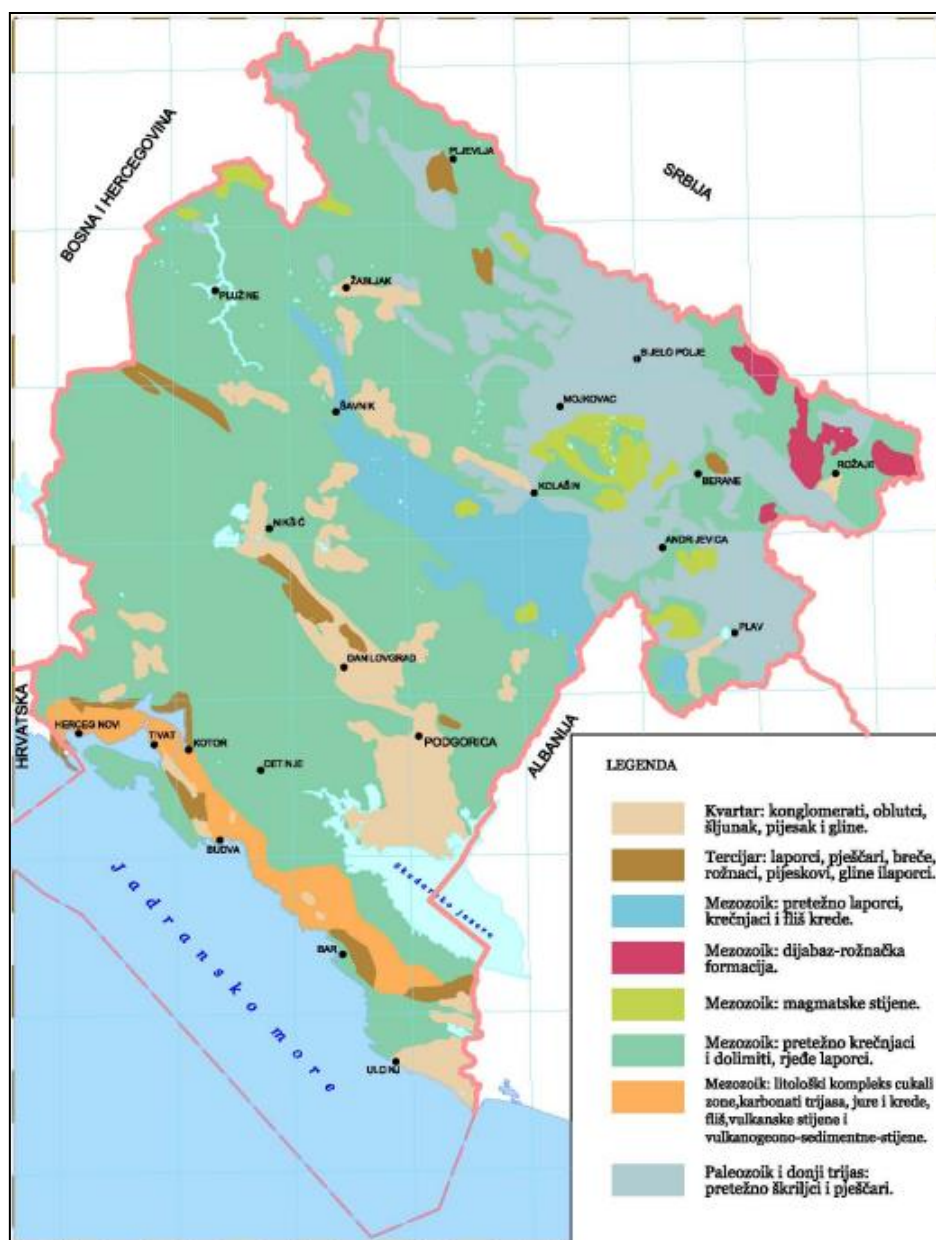 BOSNA I HERCEGOVINA
SRBIJA
PLJEVLJA
ŽABLJAK
PLUŽINE
BIJELO POLJE
MOJKOVAC
ŠAVNIK
ROŽAJE
BERANE
KOLAŠIN
NIKŠIĆ
ANDRIJEVICA
PLAV
DANILOVGRAD
HRVATSKA
HERCEG NOVI
TIVAT
KOTOR
PODGORICA
ALBANIJA
CETINJE
BUDVA
Skadarsko jezero
Jadransko more
BAR
ULCINJ
LEGENDA
Kvartar: konglomerati, oblutci,
šljunak, pijesak i gline.
Tercijar: laporci, pješčari, breče,
rožnaci, pijeskovi, gline ilaporci.
Mezozoik: pretežno laporci,
krečnjaci i fliš krede.
Mezozoik: dijabaz-rožnačka
formacija.
Mezozoik: magmatske stijene.
Mezozoik: pretežno krečnjaci
i dolimiti, rjeđe laporci.
Mezozoik: litološki kompleks cukali
zone,karbonati trijasa, jure i krede,
fliš,vulkanske stijene i
vulkanogeono-sedimentne-stijene.
Paleozoik i donji trijas:
pretežno škriljci i pješčari.